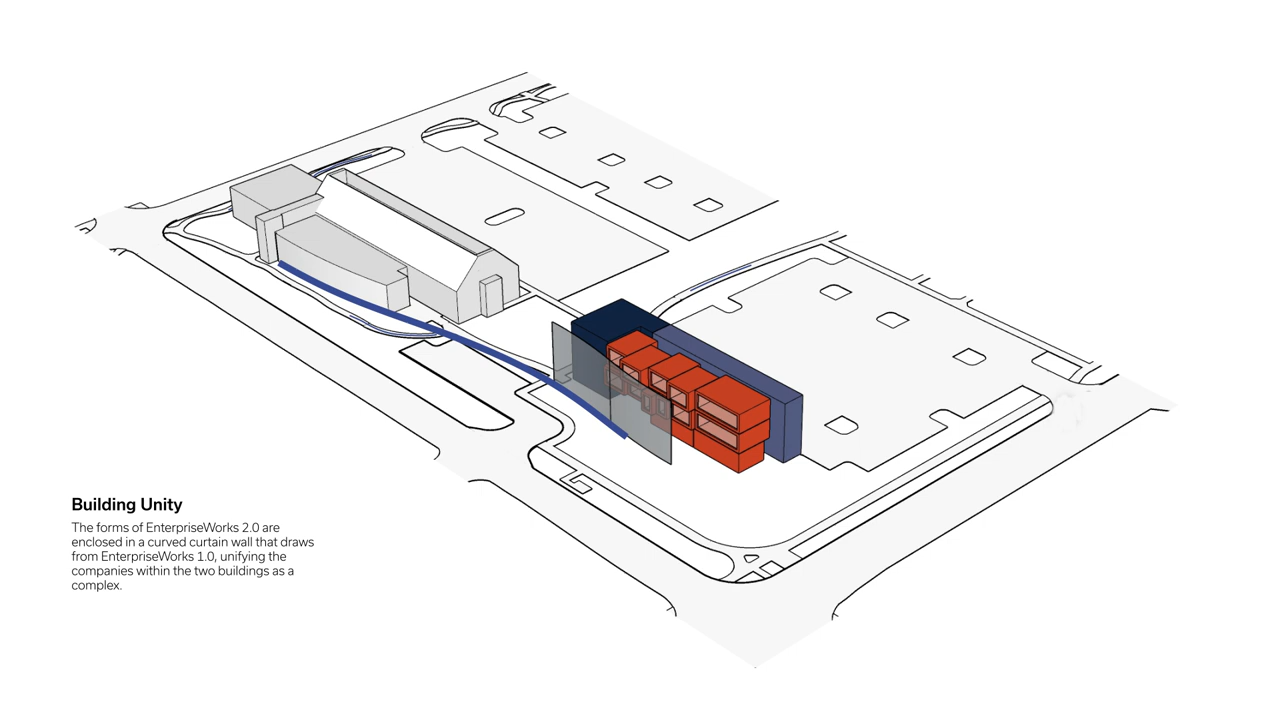 Building Unity
The forms of EnterpriseWorks 2.0 are
enclosed in a curved curtain wall that draws
from EnterpriseWorks 1.0, unifying the
companies within the two buildings as a
complex.